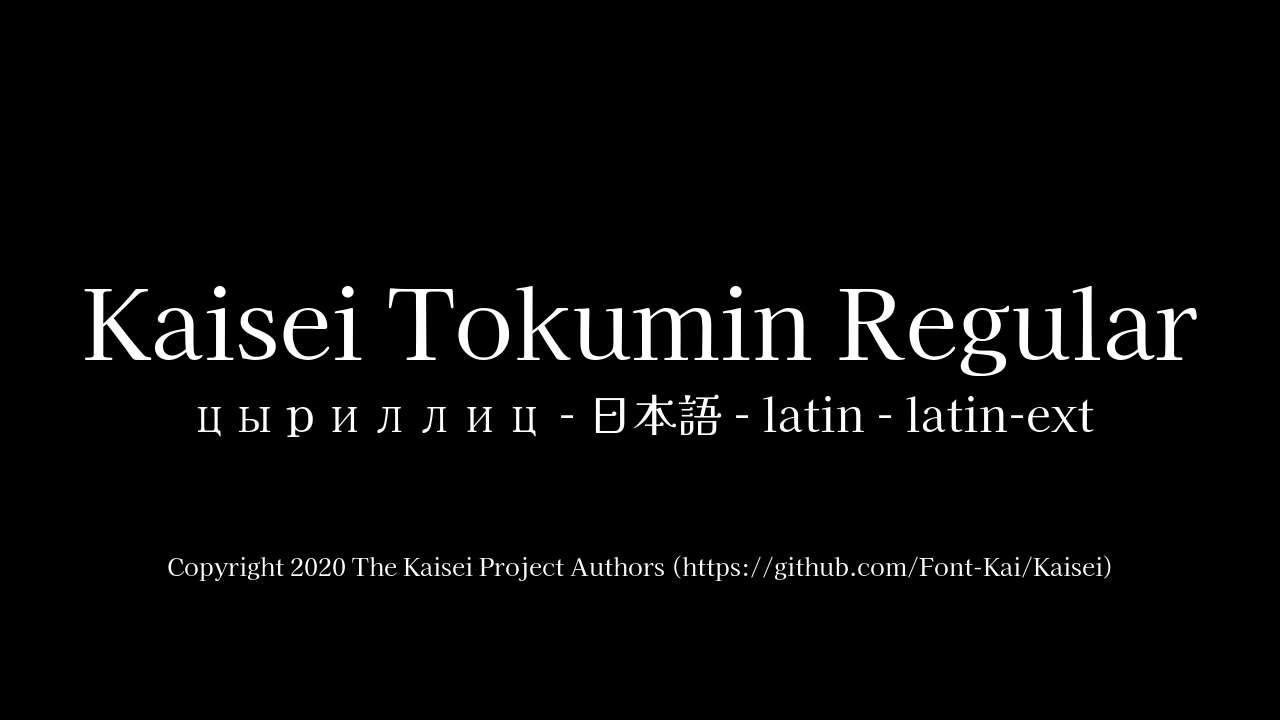 Kaisei Tokumin Regular
цыриллиц - 日本語 - latin - latin-ext
Copyright 2020 The Kaisei Project Authors (https://github.com/Font-Kai/Kaisei)